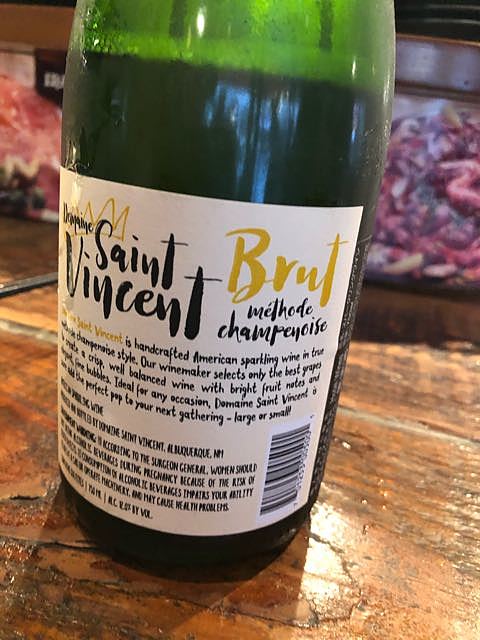 Domaine
Saint
Vincent
Brut
méthode
champenoise
Saint Vincent is handcrafted American sparkling wine in true
champenoise style. Our winemaker selects only the best grapes
a crisp, well balanced wine with bright fruit notes and
fine bubbles. Ideal for any occasion, Domaine Saint Vincent is
the perfect pop to your next gathering – large or small!
WINE
BOTTLED BY DOMAINE SAINT VINCENT, ALBUQUERQUE, NM
WARNING: (1) ACCORDING TO THE SURGEON GENERAL, WOMEN SHOULD
ALCOHOLIC BEVERAGES DURING PREGNANCY BECAUSE OF THE RISK OF
CONSUMPTION OF ALCOHOLIC BEVERAGES IMPAIRS YOUR ABILITY
OPERATE MACHINERY, AND MAY CAUSE HEALTH PROBLEMS.
750 ML | ALC. 12.0% BY VOL.